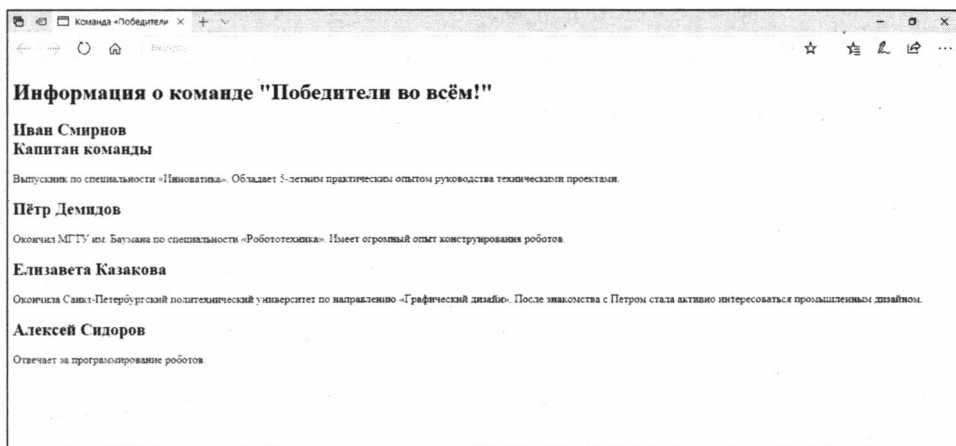 Команда «Победители
Информация о команде "Победители во всём!"
Иван Смирнов
Капитан команды
Выпускник по специальности «Инноватика». Обладает 5-летним практическим опытом руководства техническими проектами.
Пётр Демидов
Окончил МГТУ им. Баумана по специальности «Робототехника». Имеет огромный опыт конструирования роботов.
Елизавета Казакова
Окончила Санкт-Петербургский политехнический университет по направлению «Графический дизайн». После знакомства с Петром стала активно интересоваться промышленным дизайном.
Алексей Сидоров
Отвечает за программирование роботов.